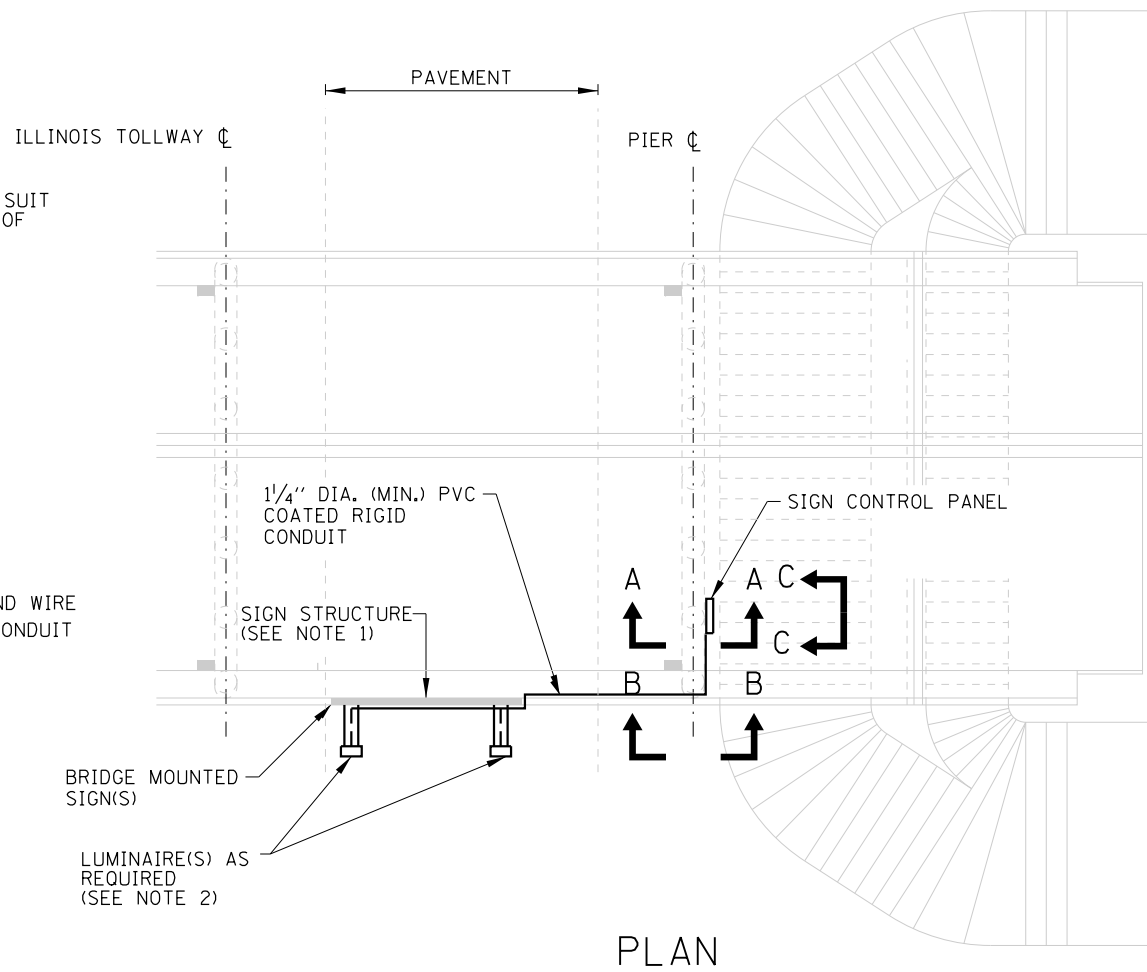 PAVEMENT
ILLINOIS TOLLWAY ℄
PIER ℄
SUIT
OF
1¼" DIA. (MIN.) PVC
COATED RIGID
CONDUIT
SIGN CONTROL PANEL
A
A
C
ND WIRE
ONDUIT
SIGN STRUCTURE
(SEE NOTE 1)
C
B
B
BRIDGE MOUNTED
SIGN(S)
LUMINAIRE(S) AS
REQUIRED
(SEE NOTE 2)
PLAN